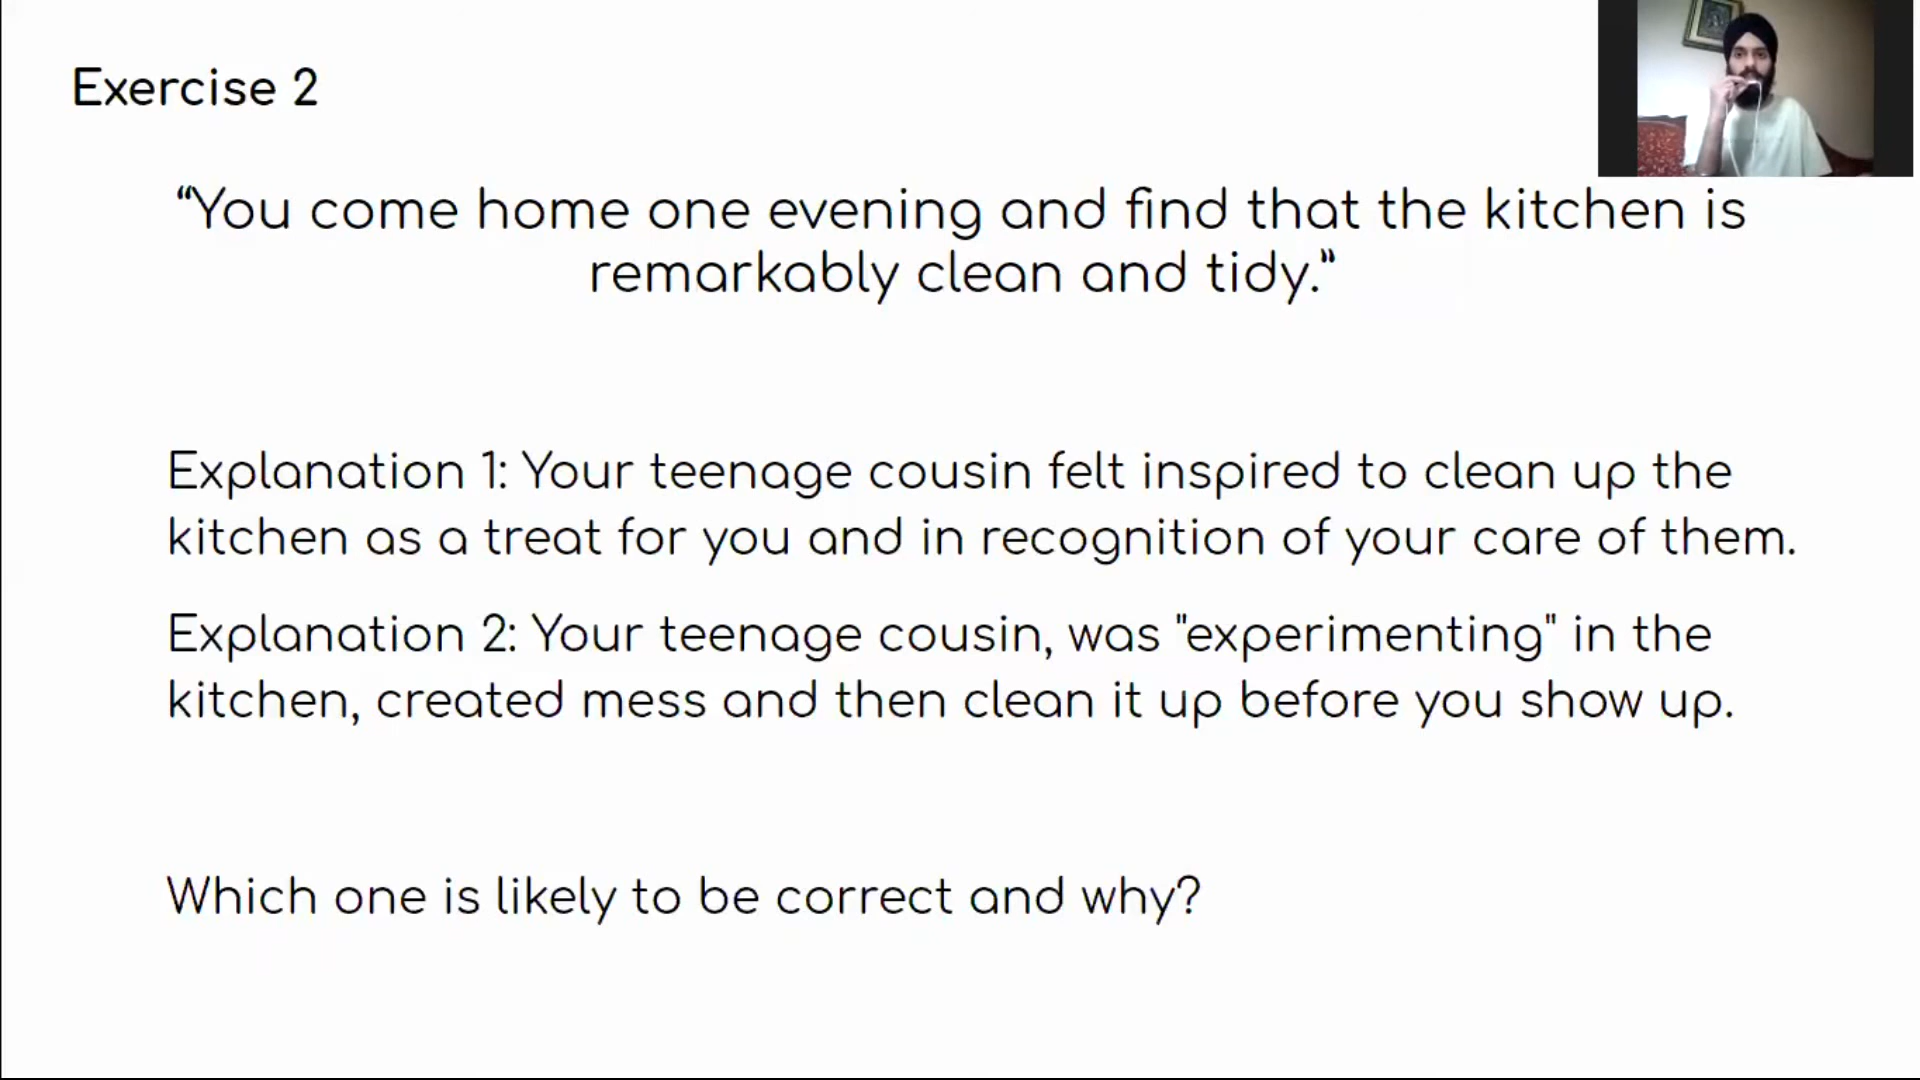 Exercise 2
“You come home one evening and find that the kitchen is
remarkably clean and tidy.”
Explanation 1: Your teenage cousin felt inspired to clean up the
kitchen as a treat for you and in recognition of your care of them.
Explanation 2: Your teenage cousin, was "experimenting" in the
kitchen, created mess and then clean it up before you show up.
Which one is likely to be correct and why?